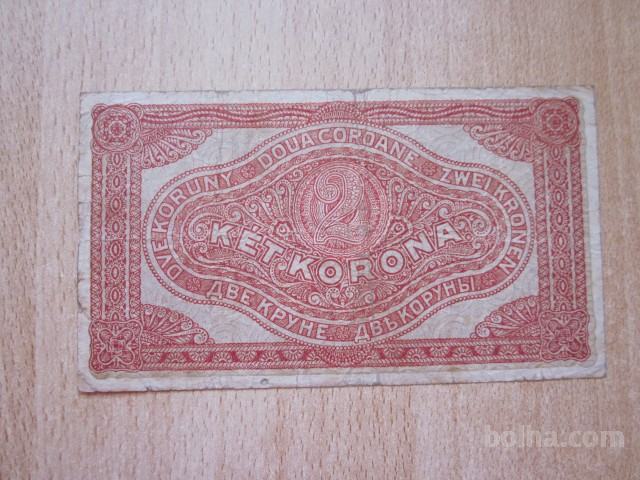 DVE KORUNY
DOUA COROANE
ZWEI KRONEN
2
KÉT KORONA
ДВЕ КРУНЕ
ДВѢ КОРУНЫ
bolha.com